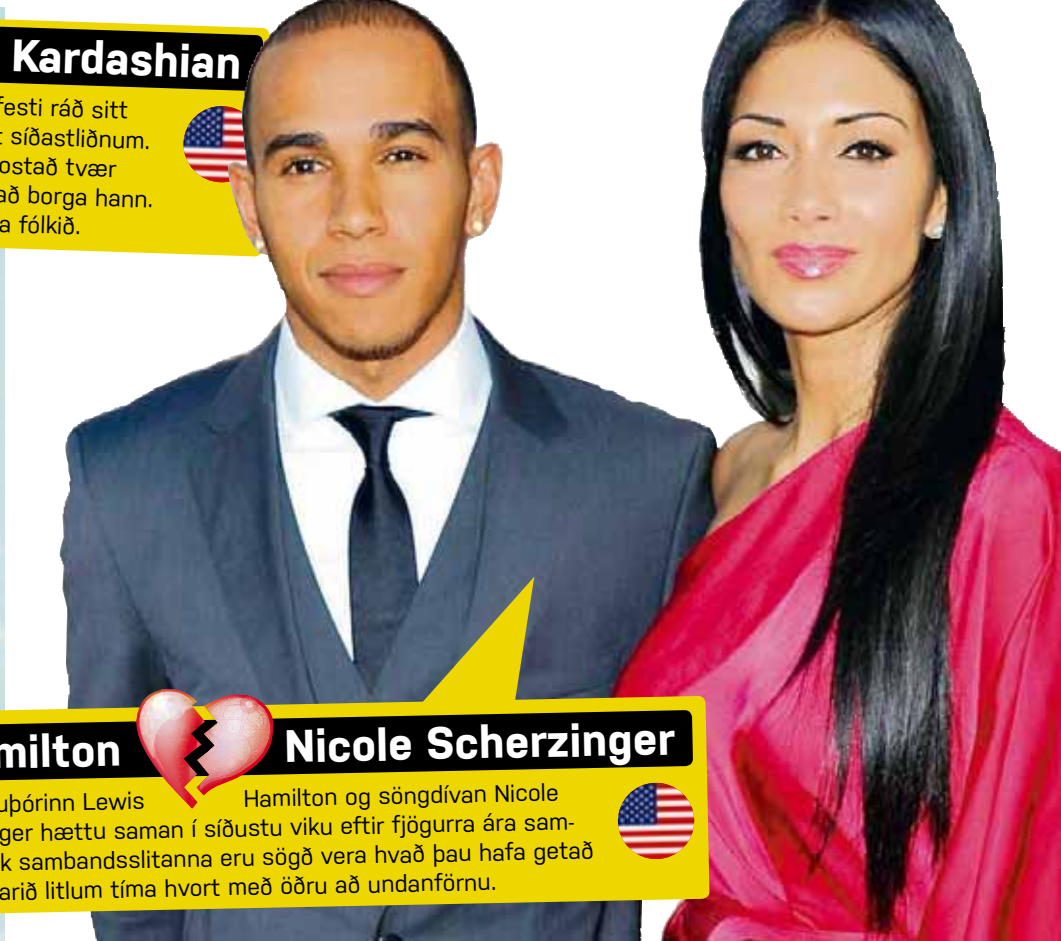 Kardashian
festi ráð sitt
síðastliðnum.
ostað tvær
að borga hann.
fólkið.
milton Nicole Scherzinger
Lewis Hamilton og söngdívan Nicole
ger hættu saman í síðustu viku eftir fjögurra ára sam-
k sambandsslitanna eru sögð vera hvað þau hafa getað
arið litlum tíma hvort með öðru að undanförnu.